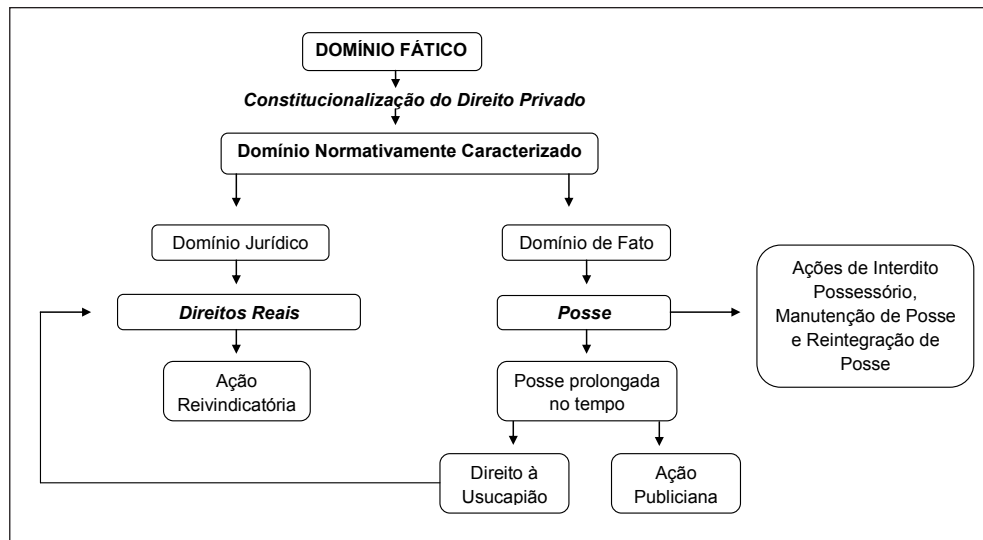 DOMÍNIO FÁTICO
Constitucionalização do Direito Privado
Domínio Normativamente Caracterizado
Domínio Jurídico
Domínio de Fato
Ações de Interdito
Possessório,
Manutenção de Posse
e Reintegração de
Posse
Direitos Reais
Posse
Ação
Reivindicatória
Posse prolongada
no tempo
Direito à
Usucapião
Ação
Publiciana